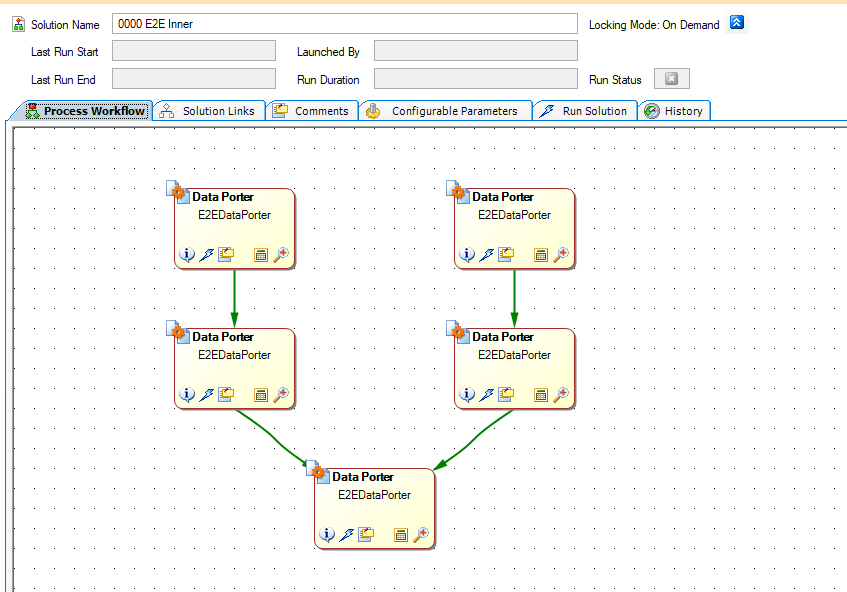 Solution Name 0000 E2E Inner Locking Mode: On Demand
Last Run Start Launched By
Last Run End Run Duration Run Status
Process Workflow Solution Links Comments Configurable Parameters Run Solution History
Data Porter Data Porter
E2EDataPorter E2EDataPorter
Data Porter Data Porter
E2EDataPorter E2EDataPorter
Data Porter
E2EDataPorter